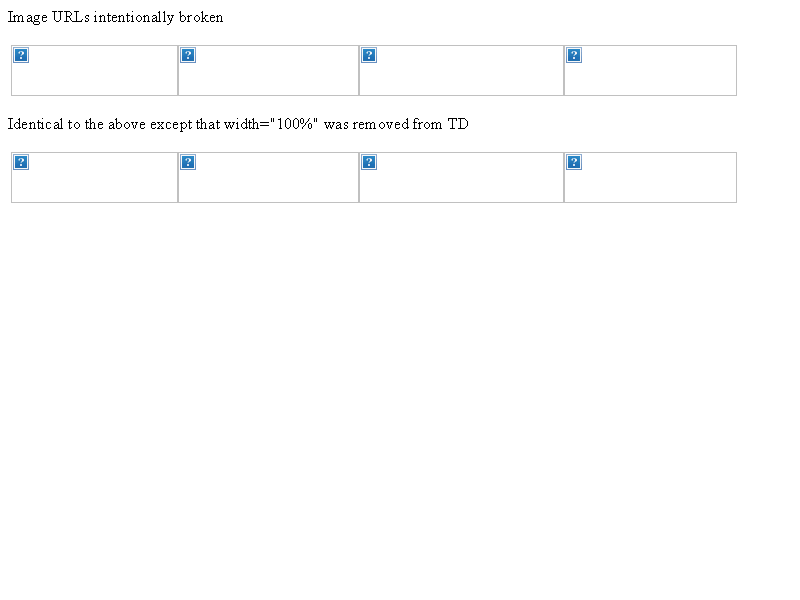 Image URLs intentionally broken
? ? ? ?
Identical to the above except that width="100%" was removed from TD
? ? ? ?